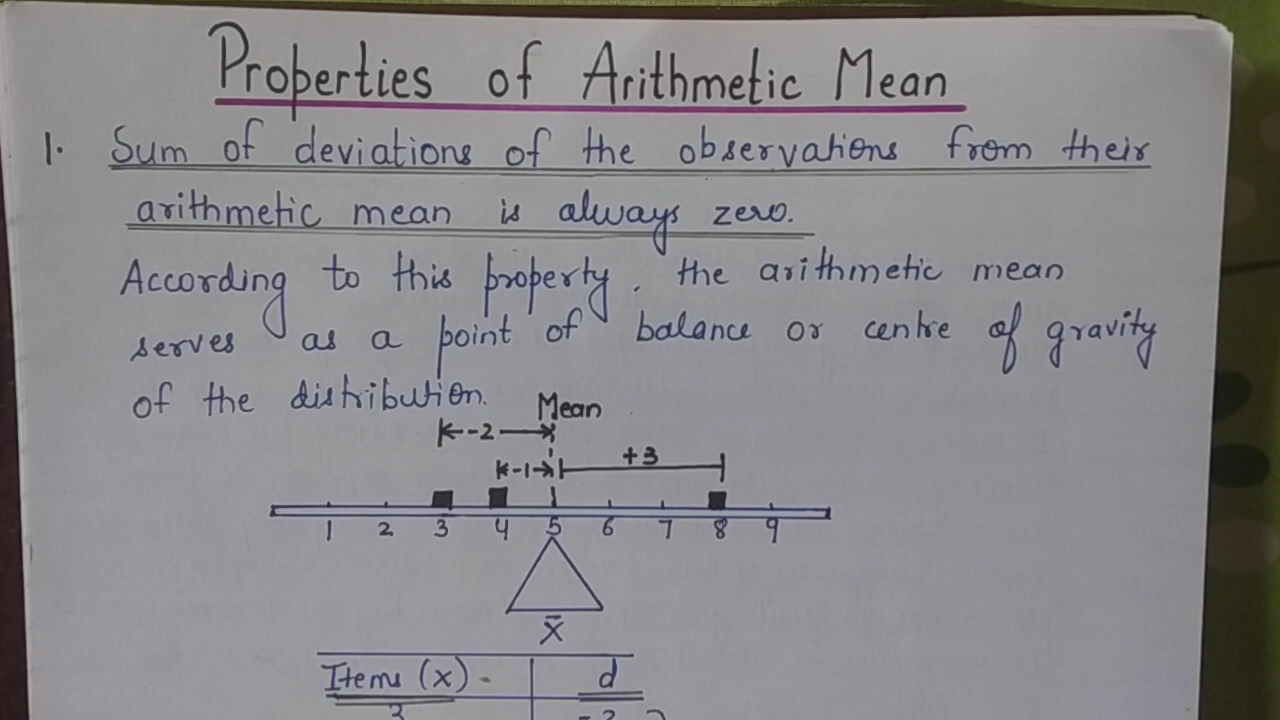 Properties of Arithmetic Mean
1. Sum of deviations of the observations from their
arithmetic mean is always zero.
According to this property, the arithmetic mean
serves as a point of balance or centre of gravity
of the distribution.
Mean
-2
-1 +3
1 2 3 4 5 6 7 8 9
X̄
Items (x) - d
3 -2